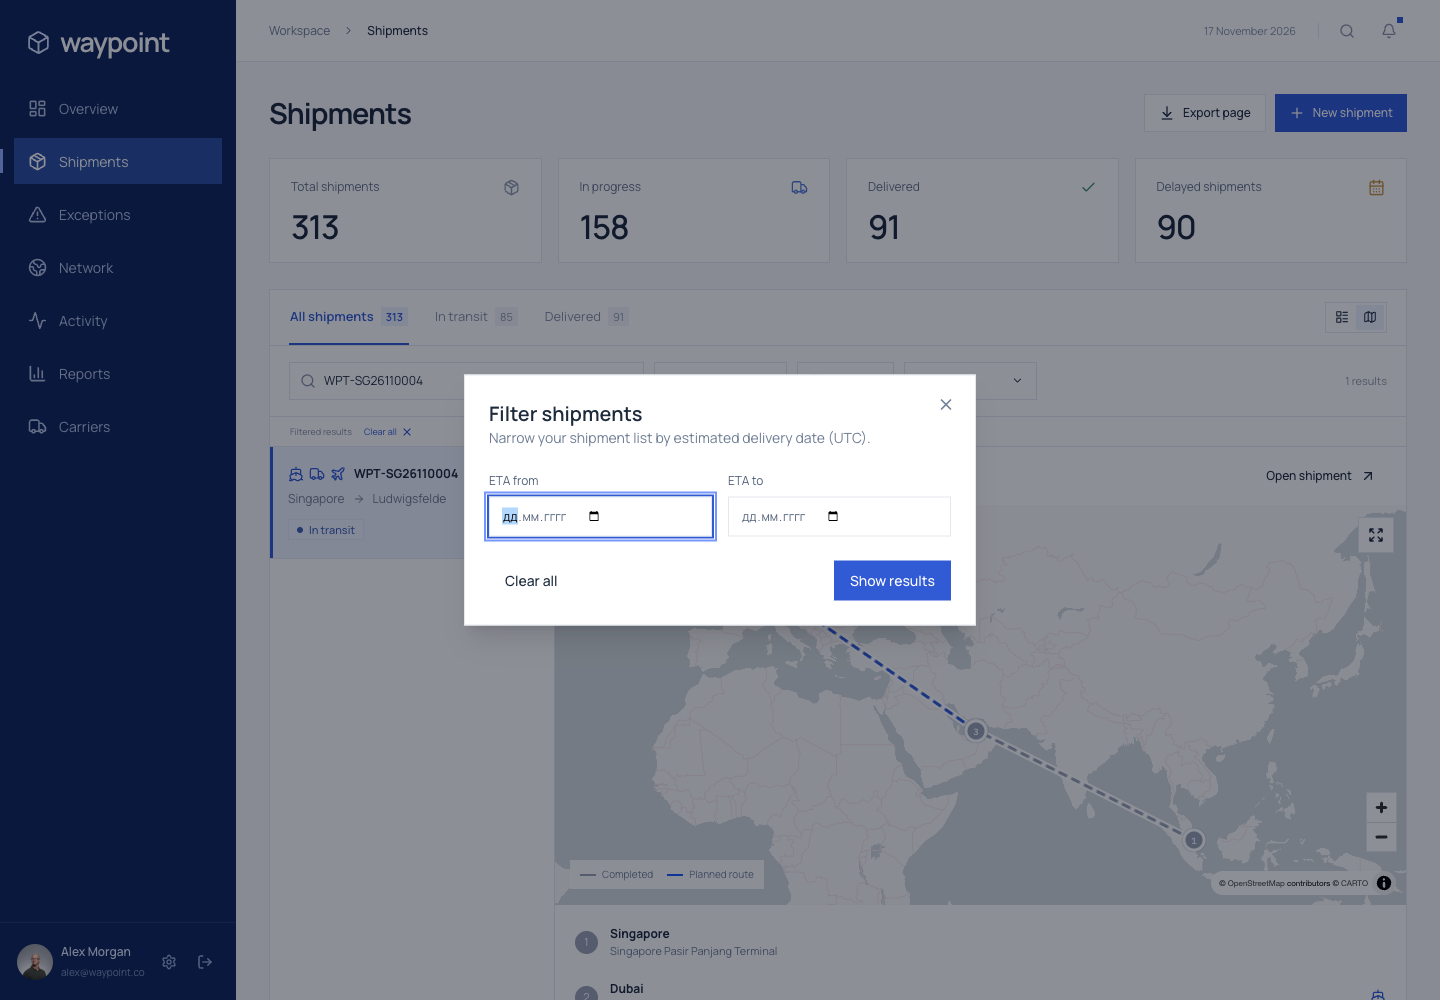 waypoint
Overview
Shipments
Exceptions
Network
Activity
Reports
Carriers
Alex Morgan
alex@waypoint.co
Workspace > Shipments
17 November 2026
Shipments
Export page
New shipment
Total shipments
313
In progress
158
Delivered
91
Delayed shipments
90
All shipments 313
In transit 85
Delivered 91
WPT-SG26110004
1 results
Filtered results Clear all
WPT-SG26110004
Singapore → Ludwigsfelde
In transit
Open shipment
Filter shipments
Narrow your shipment list by estimated delivery date (UTC).
ETA from
дд.мм.гггг
ETA to
дд.мм.гггг
Clear all
Show results
3
1
Completed
Planned route
© OpenStreetMap contributors © CARTO
1
Singapore
Singapore Pasir Panjang Terminal
2
Dubai